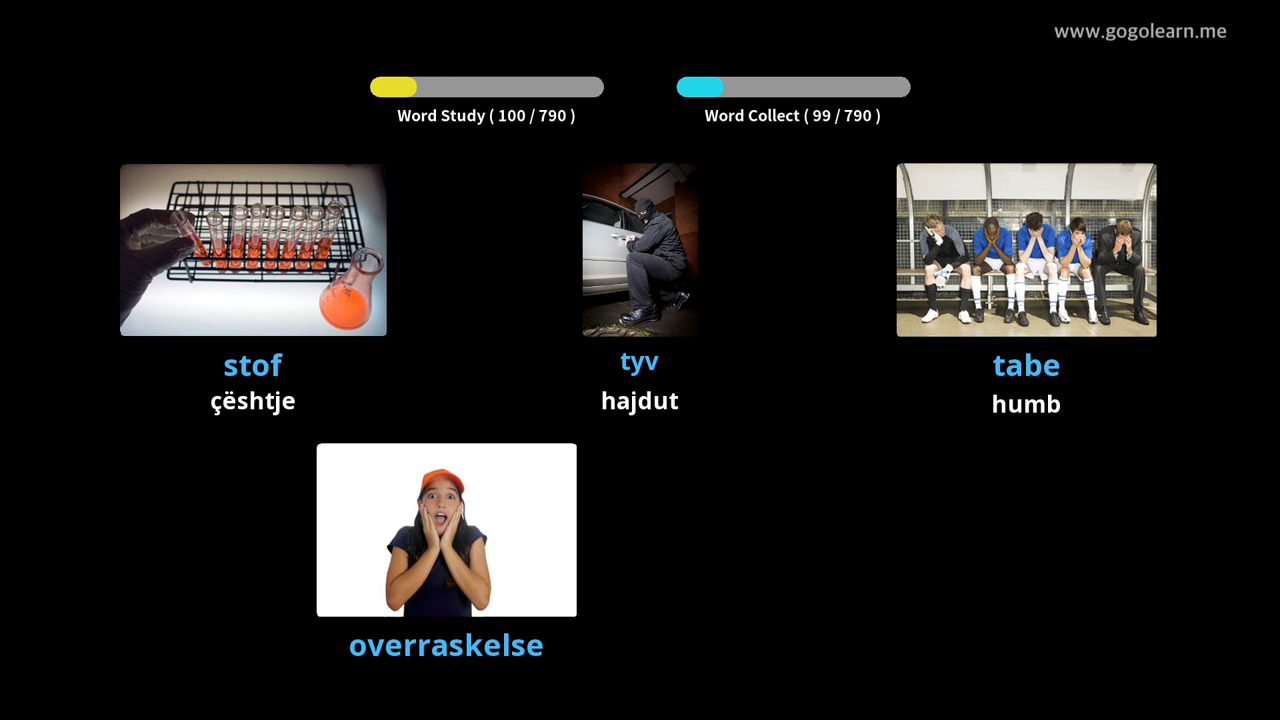 www.gogolearn.me
Word Study ( 100 / 790 )
Word Collect ( 99 / 790 )
stof
çështje
tyv
hajdut
tabe
humb
overraskelse